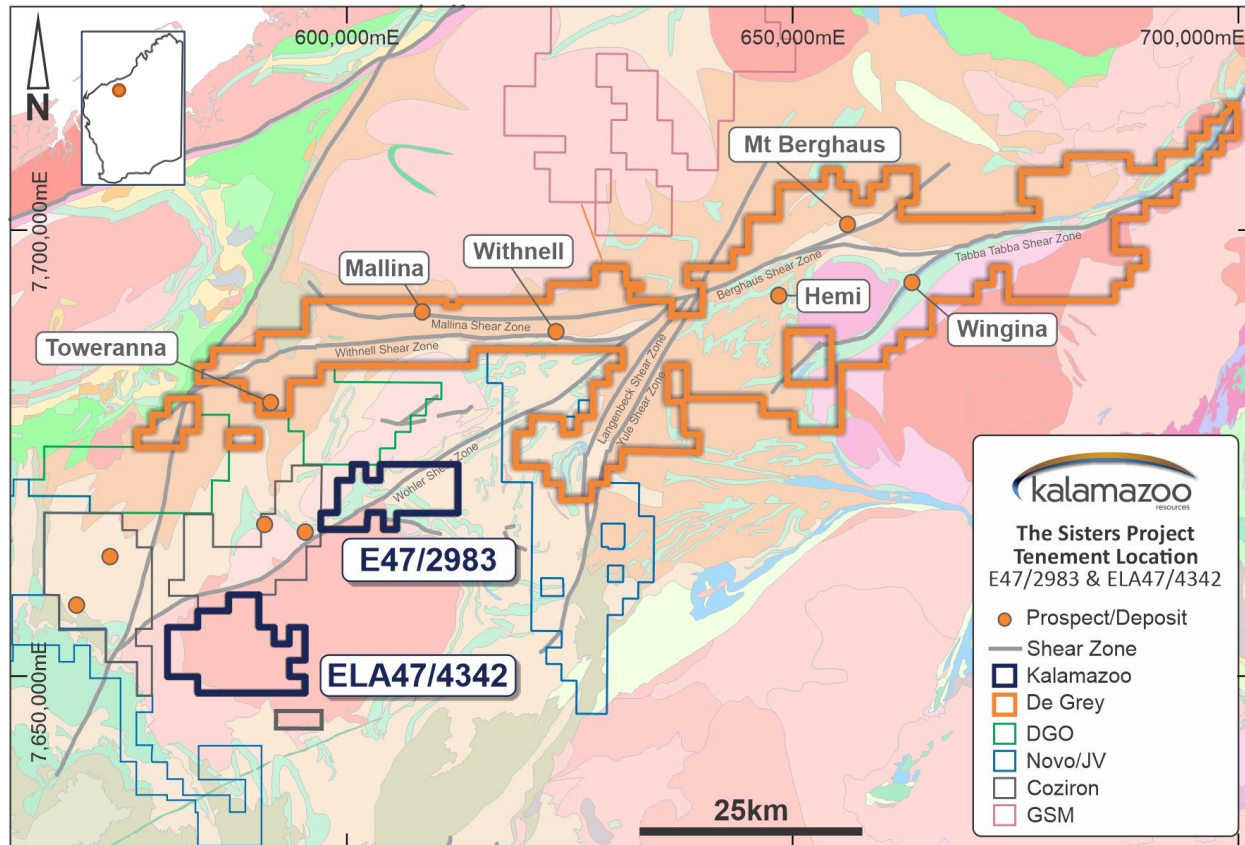 600,000mE
650,000mE
700,000mE
N
7,700,000mE
7,650,000mE
Mt Berghaus
Withnell
Mallina
Toweranna
Hemi
Wingina
Berghaus Shear Zone
Tabba Tabba Shear Zone
Mallina Shear Zone
Withnell Shear Zone
Langenbeck Shear Zone
Yule Shear Zone
Wohler Shear Zone
E47/2983
ELA47/4342
25km
kalamazoo
resources
The Sisters Project
Tenement Location
E47/2983 & ELA47/4342
Prospect/Deposit
Shear Zone
Kalamazoo
De Grey
DGO
Novo/JV
Coziron
GSM